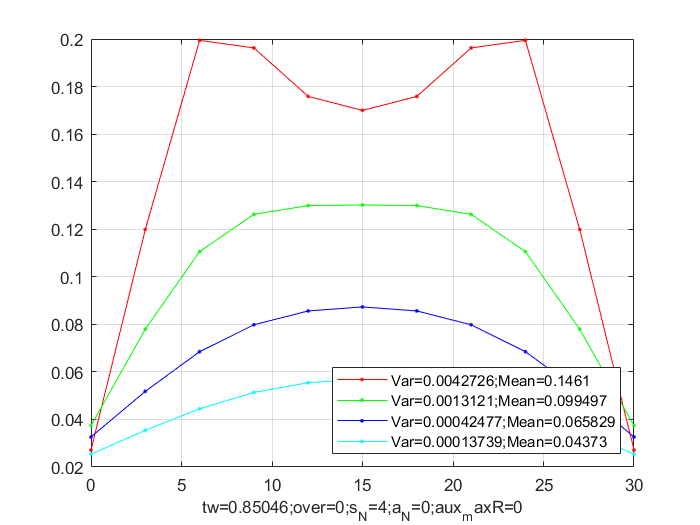 0.2
0.18
0.16
0.14
0.12
0.1
0.08
0.06
0.04
0.02
Var=0.0042726;Mean=0.1461
Var=0.0013121;Mean=0.099497
Var=0.00042477;Mean=0.065829
Var=0.00013739;Mean=0.04373
0 5 10 15 20 25 30
tw=0.85046;over=0;s_N=4;a_N=0;aux_maxR=0